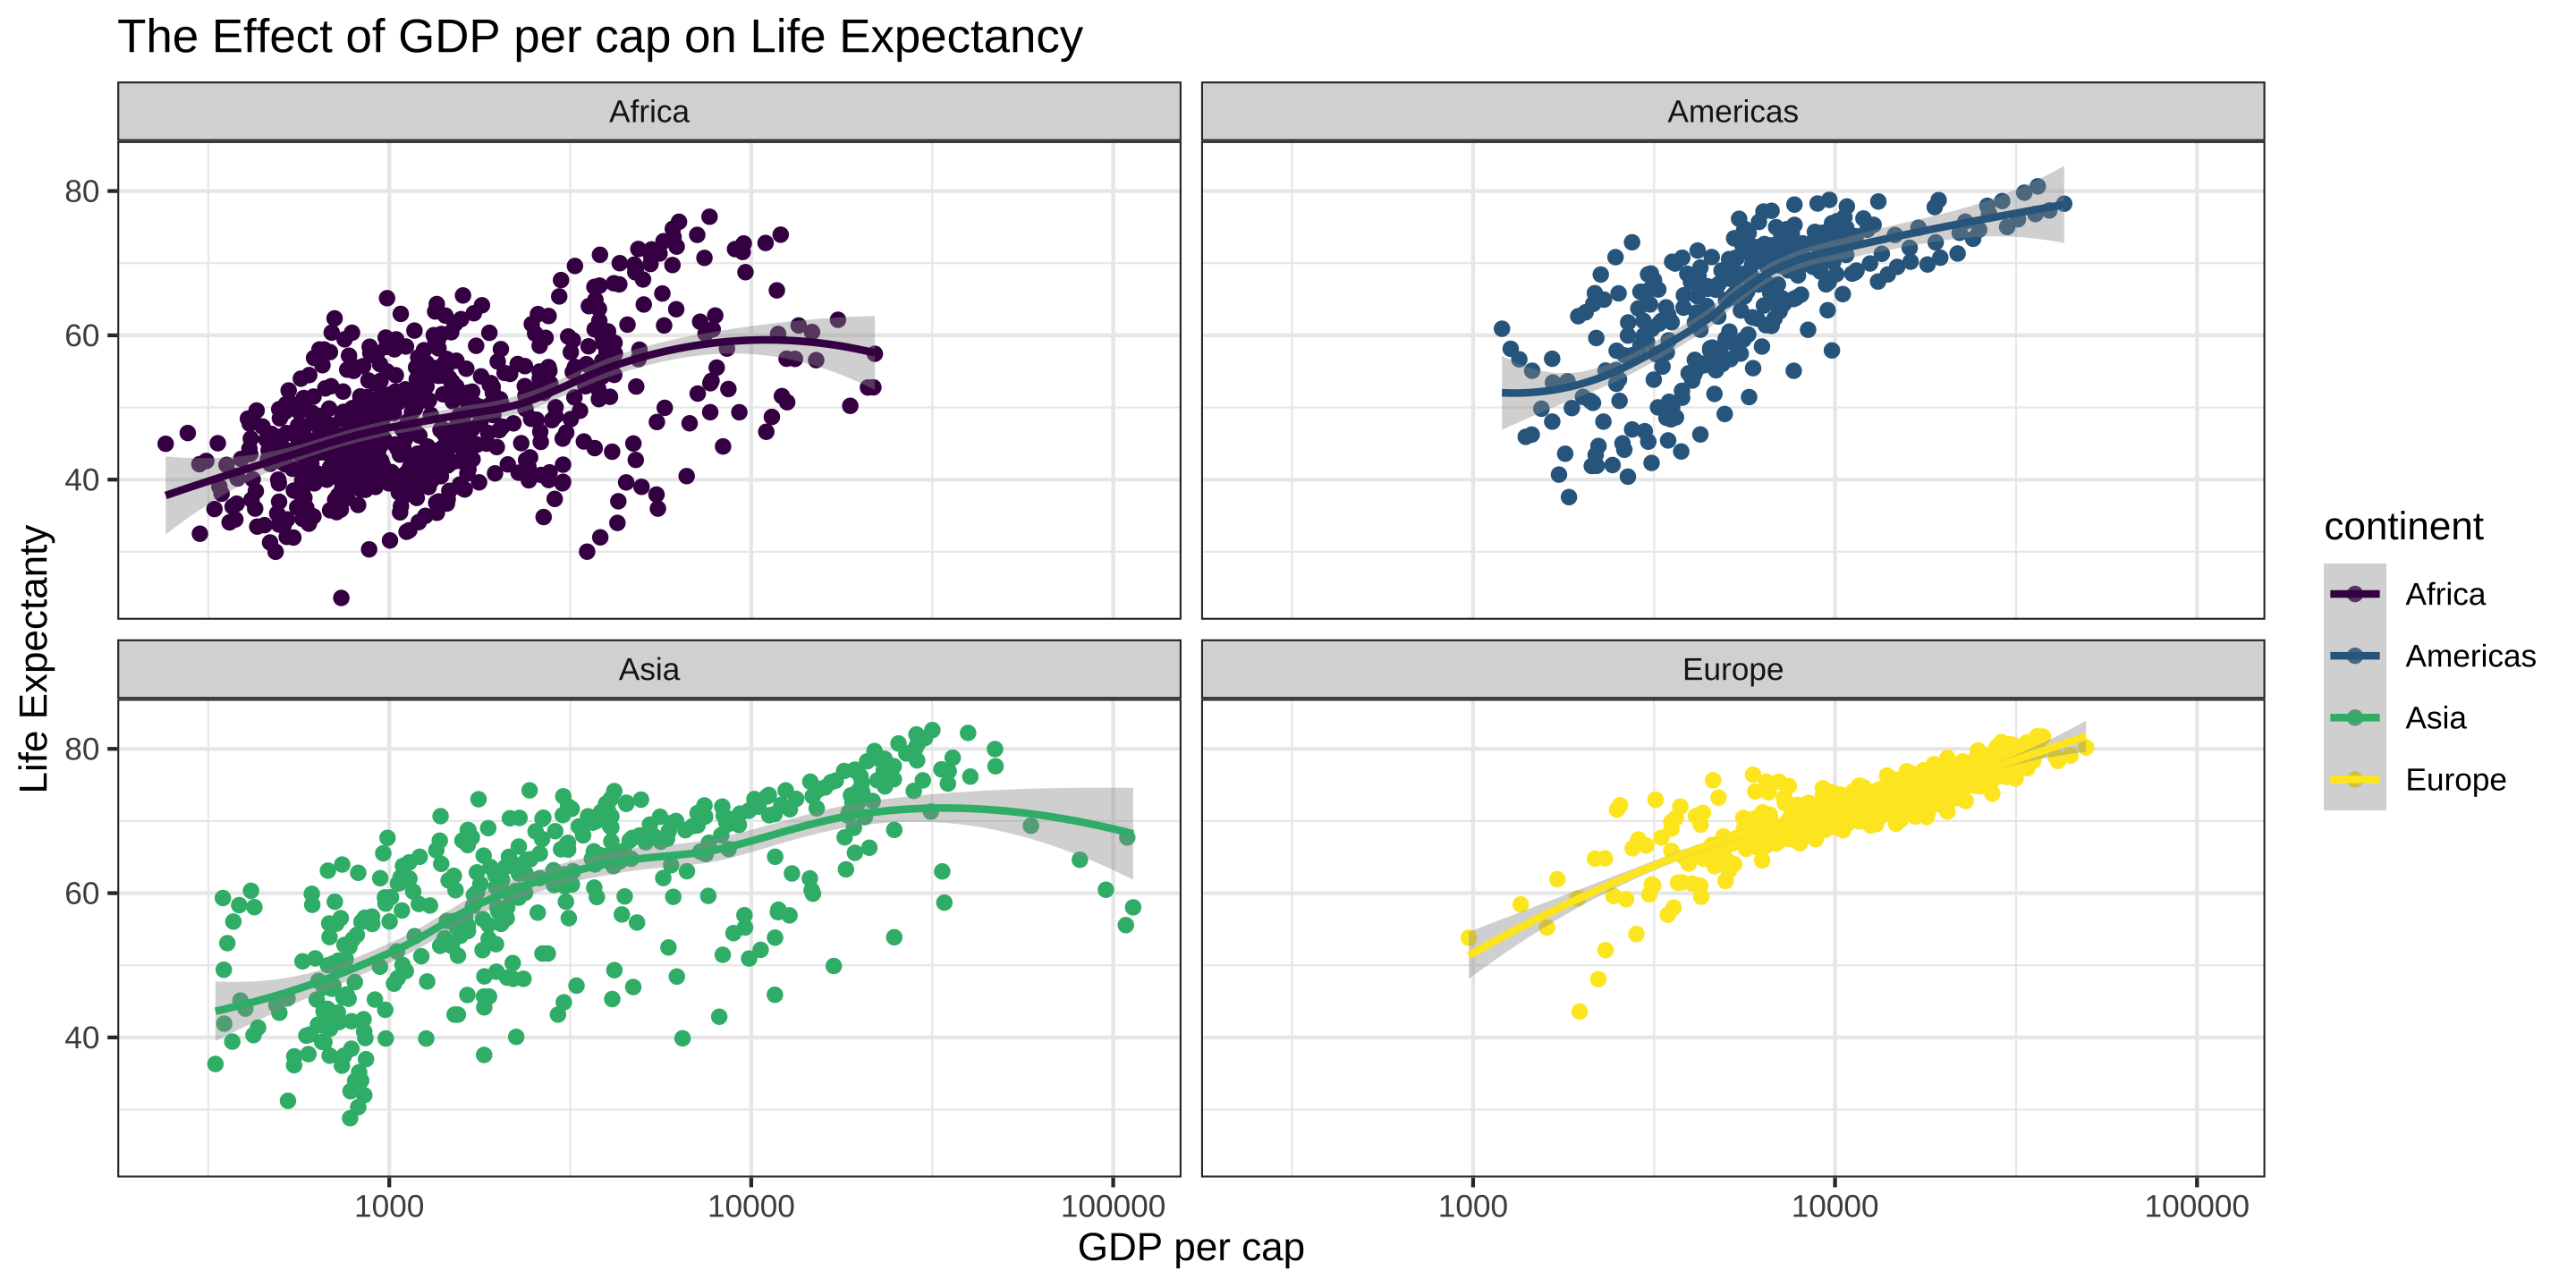 The Effect of GDP per cap on Life Expectancy
Africa
Americas
80
60
40
Asia
Europe
80
60
40
Life Expectanty
1000
10000
100000
1000
10000
100000
GDP per cap
continent
Africa
Americas
Asia
Europe